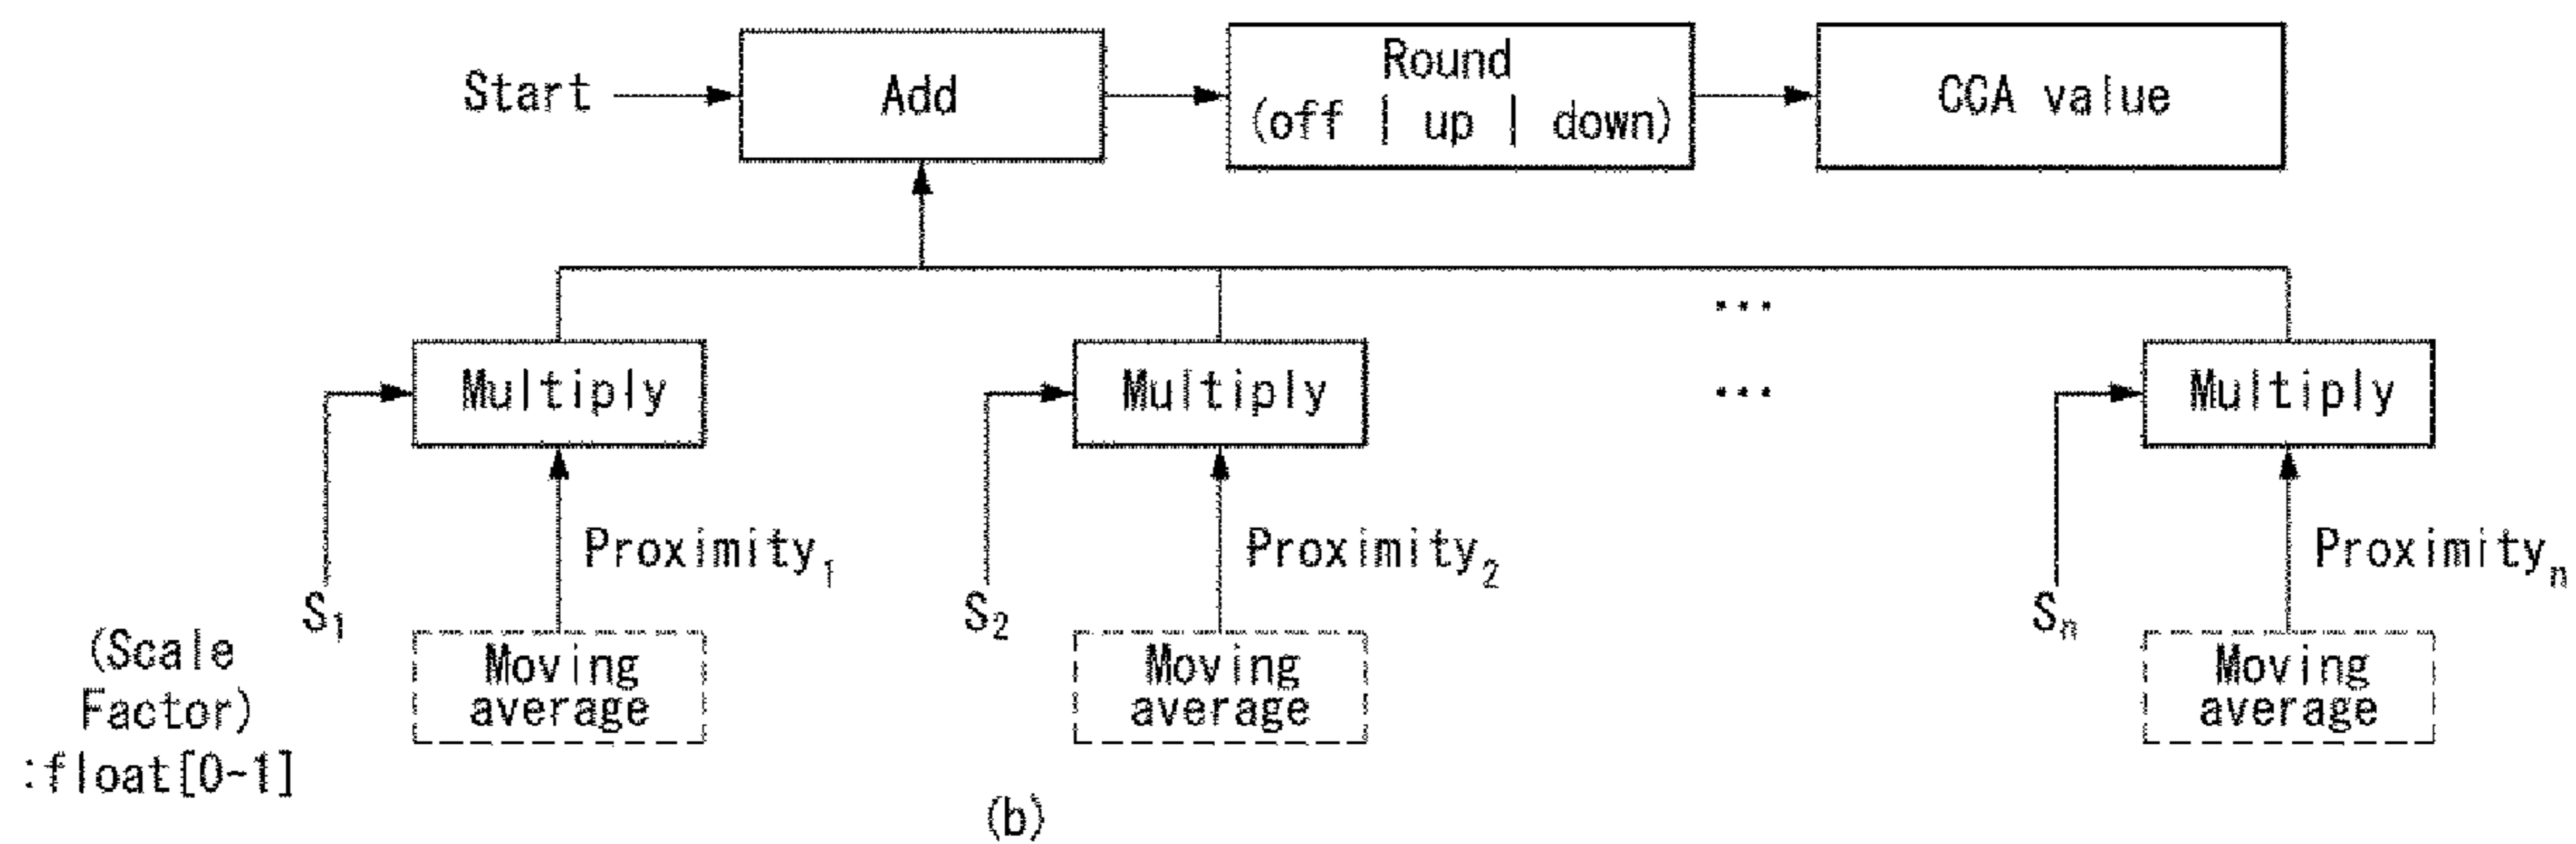 Start
Add
Round
(off | up | down)
CCA value
...
Multiply
Multiply
...
Multiply
Proximity1
Proximity2
Proximityn
S1
S2
Sn
(Scale
Factor)
:float[0~1]
Moving
average
Moving
average
Moving
average
(b)